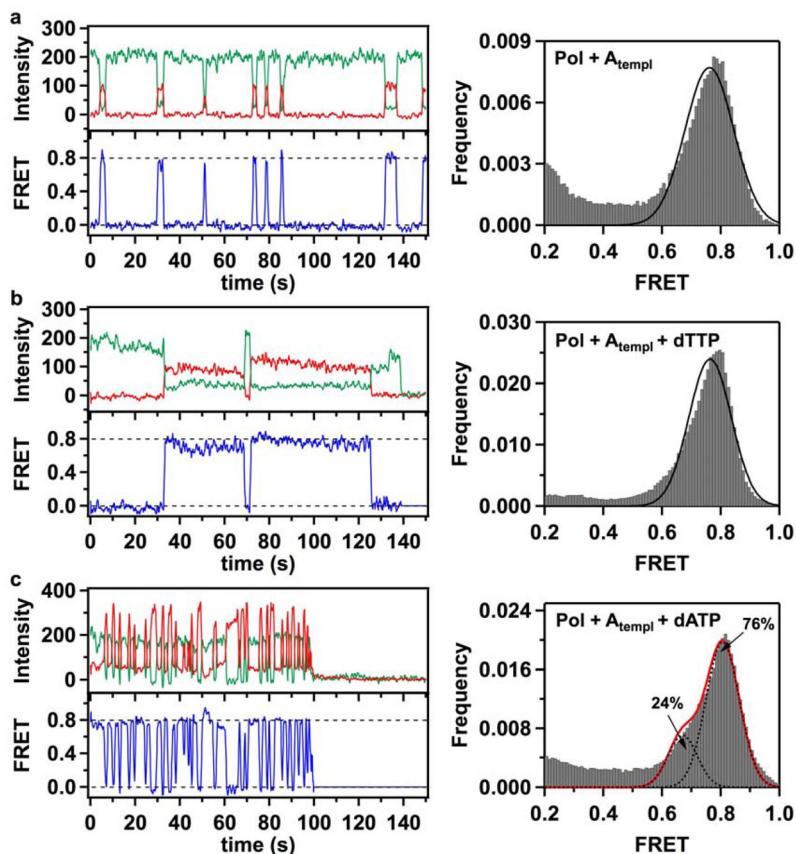 a
300
200
100
0
Intensity
0.8
0.4
0.0
FRET
0 20 40 60 80 100 120 140
time (s)
0.009
0.006
0.003
0.000
Frequency
Pol + Atempl
0.2 0.4 0.6 0.8 1.0
FRET
b
300
200
100
0
Intensity
0.8
0.4
0.0
FRET
0 20 40 60 80 100 120 140
time (s)
0.030
0.020
0.010
0.000
Frequency
Pol + Atempl + dTTP
0.2 0.4 0.6 0.8 1.0
FRET
c
400
200
0
Intensity
0.8
0.4
0.0
FRET
0 20 40 60 80 100 120 140
time (s)
0.024
0.016
0.008
0.000
Frequency
Pol + Atempl + dATP
76%
24%
0.2 0.4 0.6 0.8 1.0
FRET